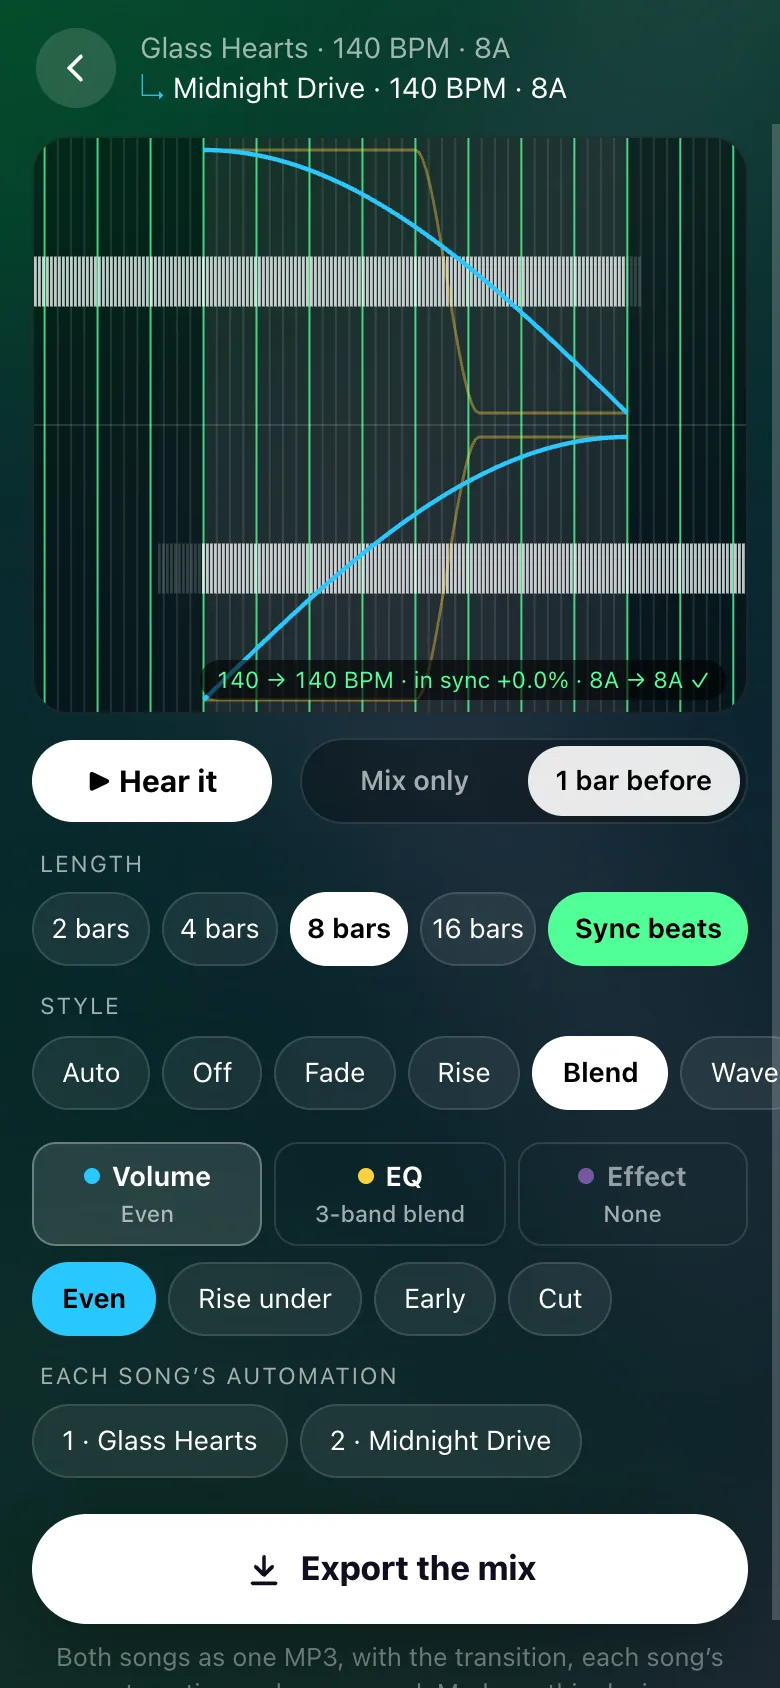 Glass Hearts · 140 BPM · 8A
Midnight Drive · 140 BPM · 8A
140 → 140 BPM · in sync +0.0% · 8A → 8A ✓
Hear it
Mix only
1 bar before
LENGTH
2 bars
4 bars
8 bars
16 bars
Sync beats
STYLE
Auto
Off
Fade
Rise
Blend
Wave
Volume
Even
EQ
3-band blend
Effect
None
Even
Rise under
Early
Cut
EACH SONG’S AUTOMATION
1 · Glass Hearts
2 · Midnight Drive
Export the mix
Both songs as one MP3, with the transition, each song’s